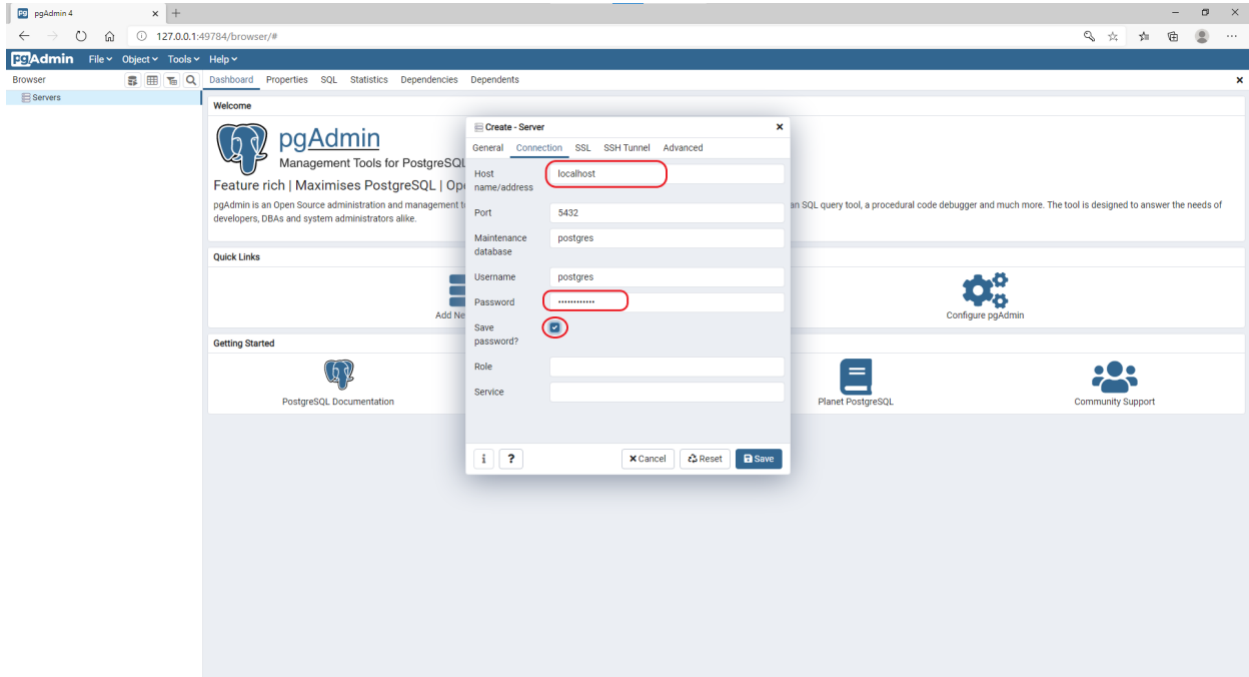 pgAdmin 4
127.0.0.1:49784/browser/#
pgAdmin File Object Tools Help
Browser
Dashboard Properties SQL Statistics Dependencies Dependents
Servers
Welcome
pgAdmin
Management Tools for PostgreSQL
Feature rich | Maximises PostgreSQL |
pgAdmin is an Open Source administration and management
an SQL query tool, a procedural code debugger and much more. The tool is designed to answer the needs of
developers, DBAs and system administrators alike.
Quick Links
Add
Configure pgAdmin
Getting Started
PostgreSQL Documentation
Planet PostgreSQL
Community Support
Create - Server
General Connection SSL SSH Tunnel Advanced
Host
name/address
localhost
Port
5432
Maintenance
database
postgres
Username
postgres
Password
••••••••••••
Save
password?
Role
Service
i ? Cancel Reset Save